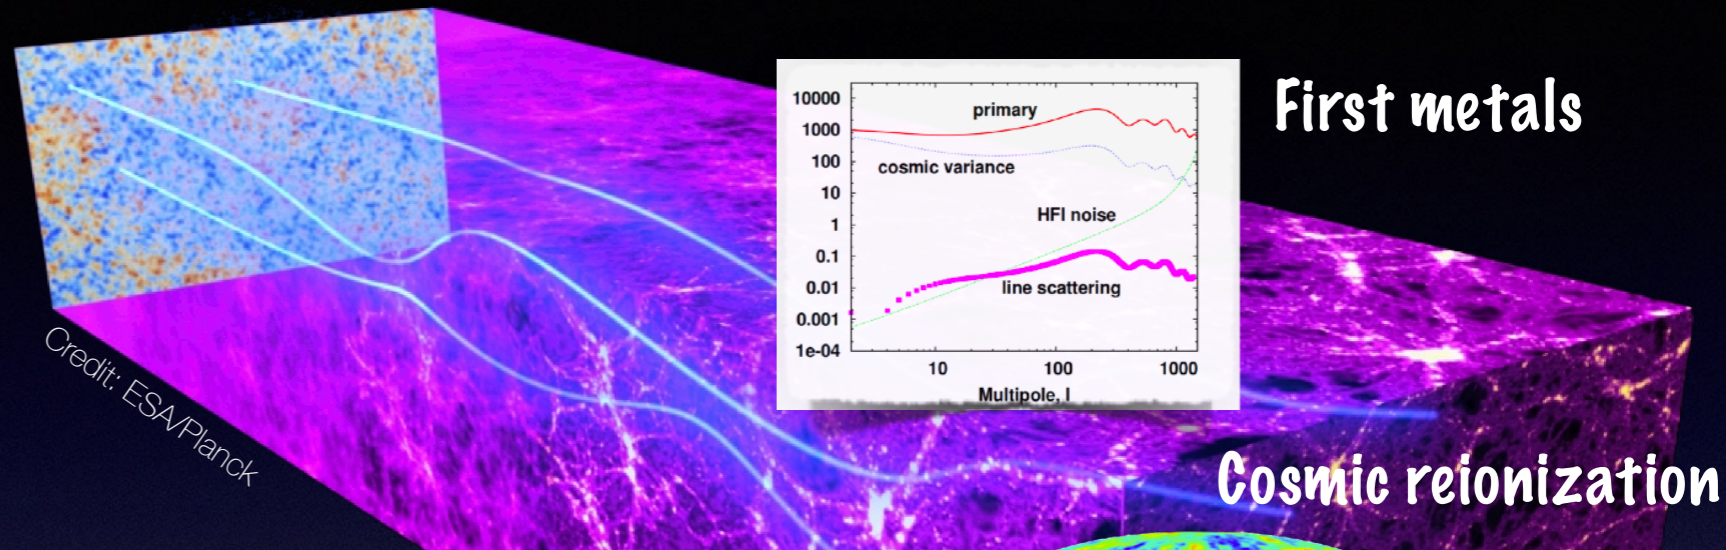 First metals
10000
primary
1000
100
cosmic variance
10
HFI noise
1
0.1
0.01
line scattering
0.001
1e-04
10 100 1000
Multipole, l
Credit: ESA/Planck
Cosmic reionization